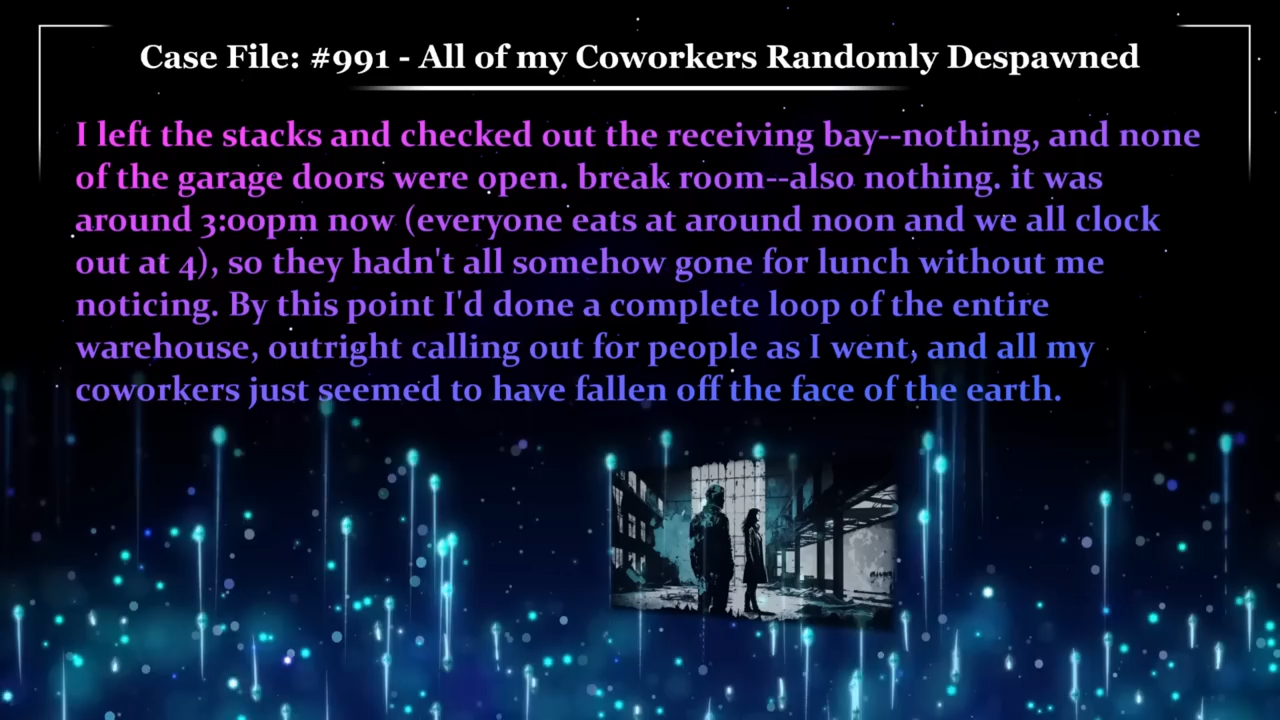 Case File: #991 - All of my Coworkers Randomly Despawned
I left the stacks and checked out the receiving bay--nothing, and none
of the garage doors were open. break room--also nothing. it was
around 3:00pm now (everyone eats at around noon and we all clock
out at 4), so they hadn't all somehow gone for lunch without me
noticing. By this point I'd done a complete loop of the entire
warehouse, outright calling out for people as I went, and all my
coworkers just seemed to have fallen off the face of the earth.